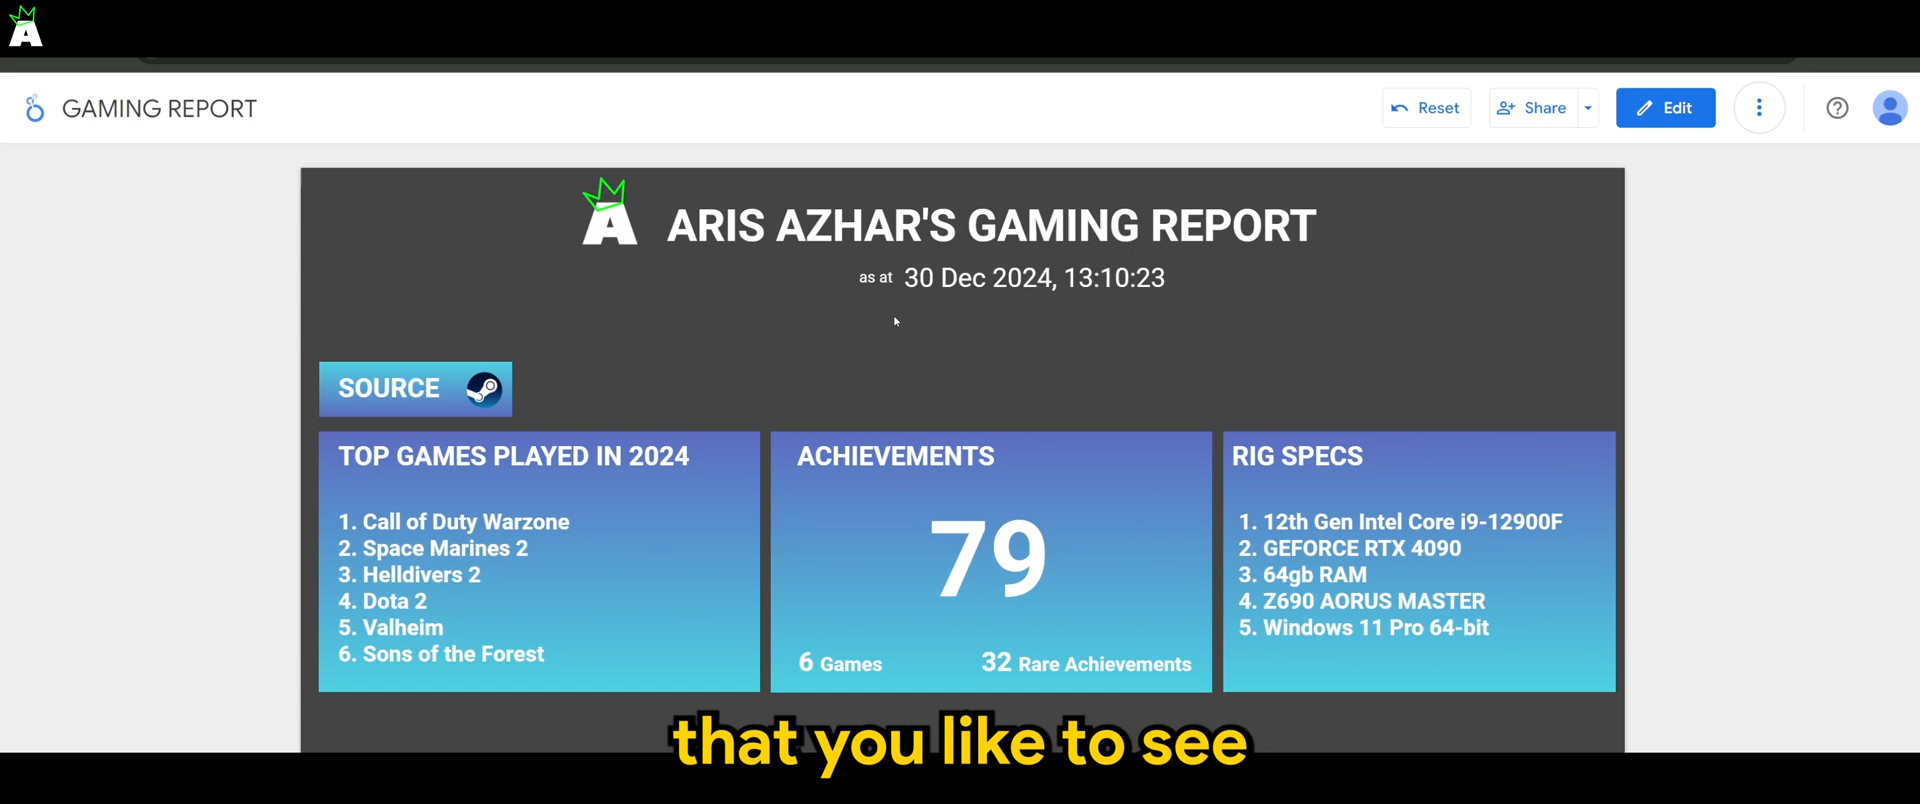 A
GAMING REPORT
Reset
Share
Edit
A
ARIS AZHAR'S GAMING REPORT
as at 30 Dec 2024, 13:10:23
SOURCE
TOP GAMES PLAYED IN 2024
1. Call of Duty Warzone
2. Space Marines 2
3. Helldivers 2
4. Dota 2
5. Valheim
6. Sons of the Forest
ACHIEVEMENTS
79
6 Games
32 Rare Achievements
RIG SPECS
1. 12th Gen Intel Core i9-12900F
2. GEFORCE RTX 4090
3. 64gb RAM
4. Z690 AORUS MASTER
5. Windows 11 Pro 64-bit
that you like to see